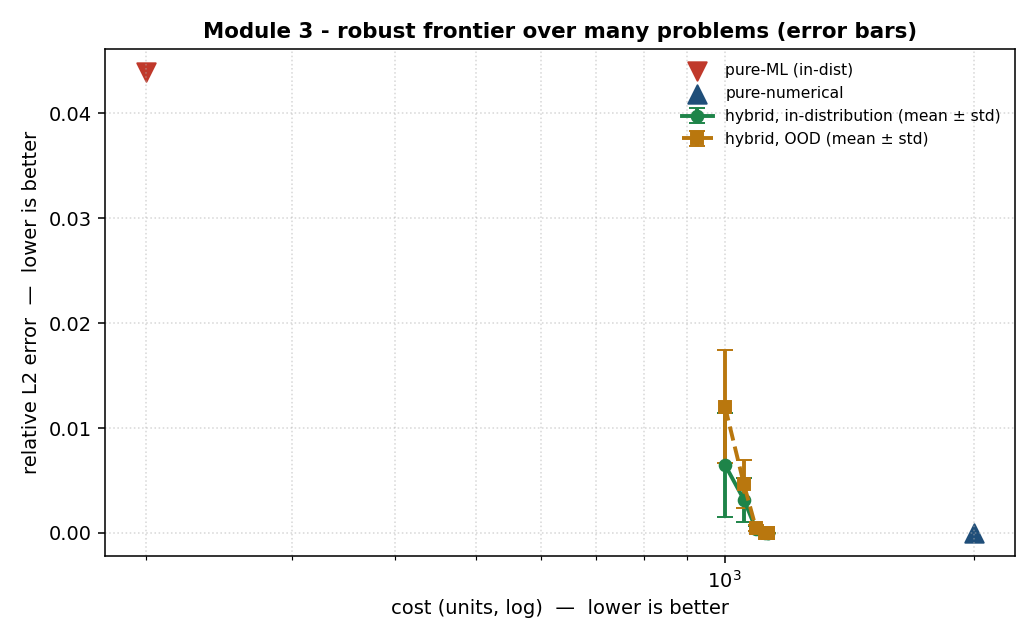 Module 3 - robust frontier over many problems (error bars)
pure-ML (in-dist)
pure-numerical
hybrid, in-distribution (mean ± std)
hybrid, OOD (mean ± std)
relative L2 error — lower is better
0.04
0.03
0.02
0.01
0.00
10³
cost (units, log) — lower is better